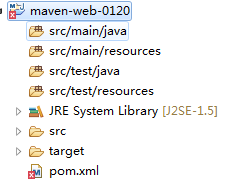 maven-web-0120
src/main/java
src/main/resources
src/test/java
src/test/resources
JRE System Library [J2SE-1.5]
src
target
pom.xml